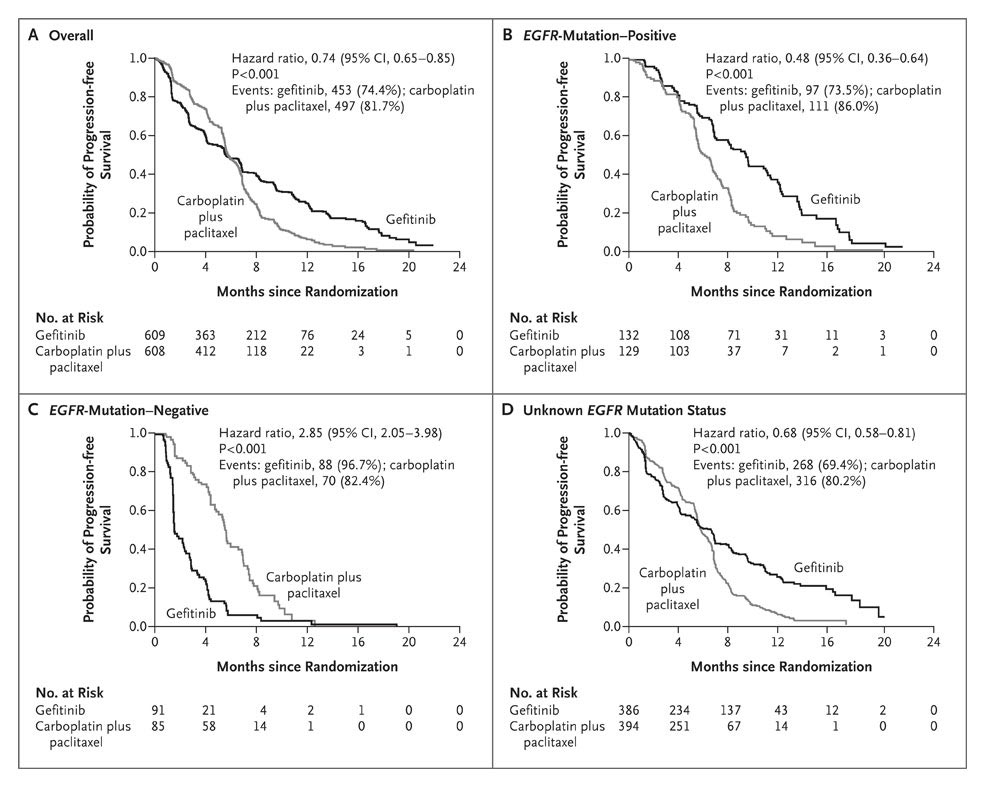 A Overall
1.0
0.8
0.6
0.4
0.2
0.0
Probability of Progression-free
Survival
Hazard ratio, 0.74 (95% CI, 0.65–0.85)
P<0.001
Events: gefitinib, 453 (74.4%); carboplatin
plus paclitaxel, 497 (81.7%)
Carboplatin
plus
paclitaxel
Gefitinib
0 4 8 12 16 20 24
Months since Randomization
No. at Risk
Gefitinib 609 363 212 76 24 5 0
Carboplatin plus 608 412 118 22 3 1 0
paclitaxel
B EGFR-Mutation–Positive
1.0
0.8
0.6
0.4
0.2
0.0
Probability of Progression-free
Survival
Hazard ratio, 0.48 (95% CI, 0.36–0.64)
P<0.001
Events: gefitinib, 97 (73.5%); carboplatin
plus paclitaxel, 111 (86.0%)
Carboplatin
plus
paclitaxel
Gefitinib
0 4 8 12 16 20 24
Months since Randomization
No. at Risk
Gefitinib 132 108 71 31 11 3 0
Carboplatin plus 129 103 37 7 2 1 0
paclitaxel
C EGFR-Mutation–Negative
1.0
0.8
0.6
0.4
0.2
0.0
Probability of Progression-free
Survival
Hazard ratio, 2.85 (95% CI, 2.05–3.98)
P<0.001
Events: gefitinib, 88 (96.7%); carboplatin
plus paclitaxel, 70 (82.4%)
Carboplatin plus
paclitaxel
Gefitinib
0 4 8 12 16 20 24
Months since Randomization
No. at Risk
Gefitinib 91 21 4 2 1 0 0
Carboplatin plus 85 58 14 1 0 0 0
paclitaxel
D Unknown EGFR Mutation Status
1.0
0.8
0.6
0.4
0.2
0.0
Probability of Progression-free
Survival
Hazard ratio, 0.68 (95% CI, 0.58–0.81)
P<0.001
Events: gefitinib, 268 (69.4%); carboplatin
plus paclitaxel, 316 (80.2%)
Carboplatin
plus
paclitaxel
Gefitinib
0 4 8 12 16 20 24
Months since Randomization
No. at Risk
Gefitinib 386 234 137 43 12 2 0
Carboplatin plus 394 251 67 14 1 0 0
paclitaxel